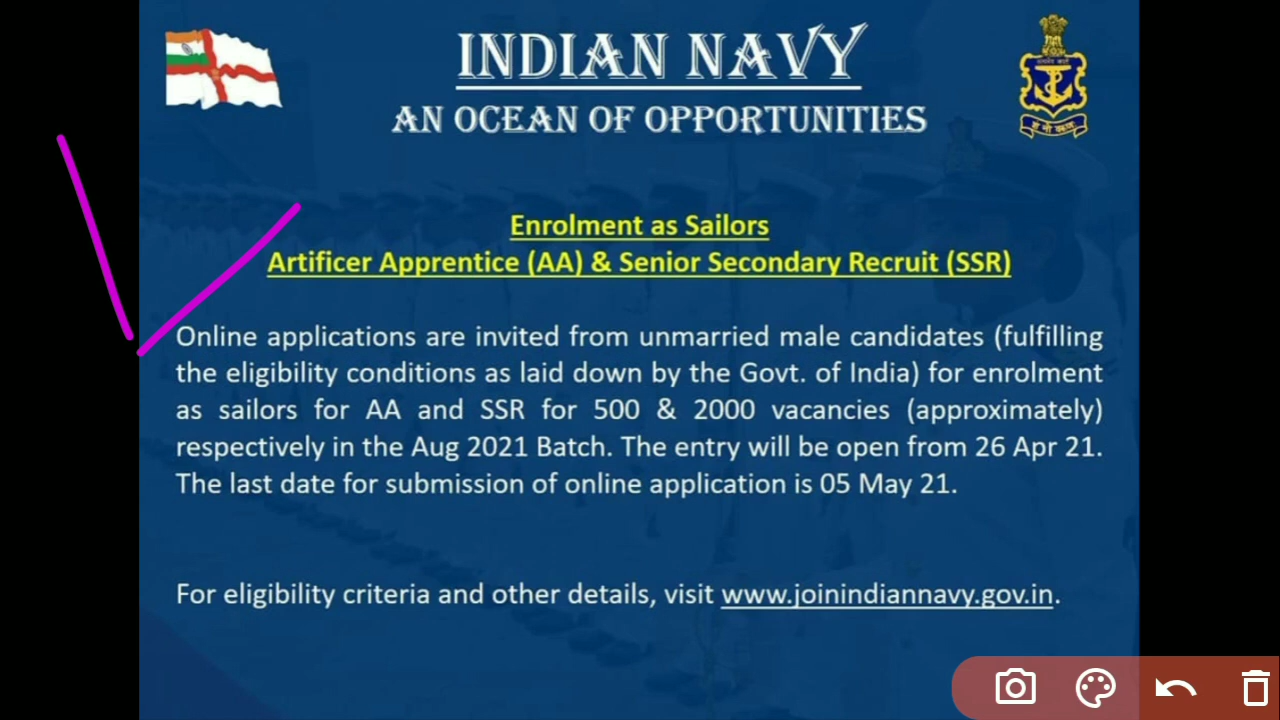 INDIAN NAVY
AN OCEAN OF OPPORTUNITIES
Enrolment as Sailors
Artificer Apprentice (AA) & Senior Secondary Recruit (SSR)
Online applications are invited from unmarried male candidates (fulfilling
the eligibility conditions as laid down by the Govt. of India) for enrolment
as sailors for AA and SSR for 500 & 2000 vacancies (approximately)
respectively in the Aug 2021 Batch. The entry will be open from 26 Apr 21.
The last date for submission of online application is 05 May 21.
For eligibility criteria and other details, visit www.joinindiannavy.gov.in.